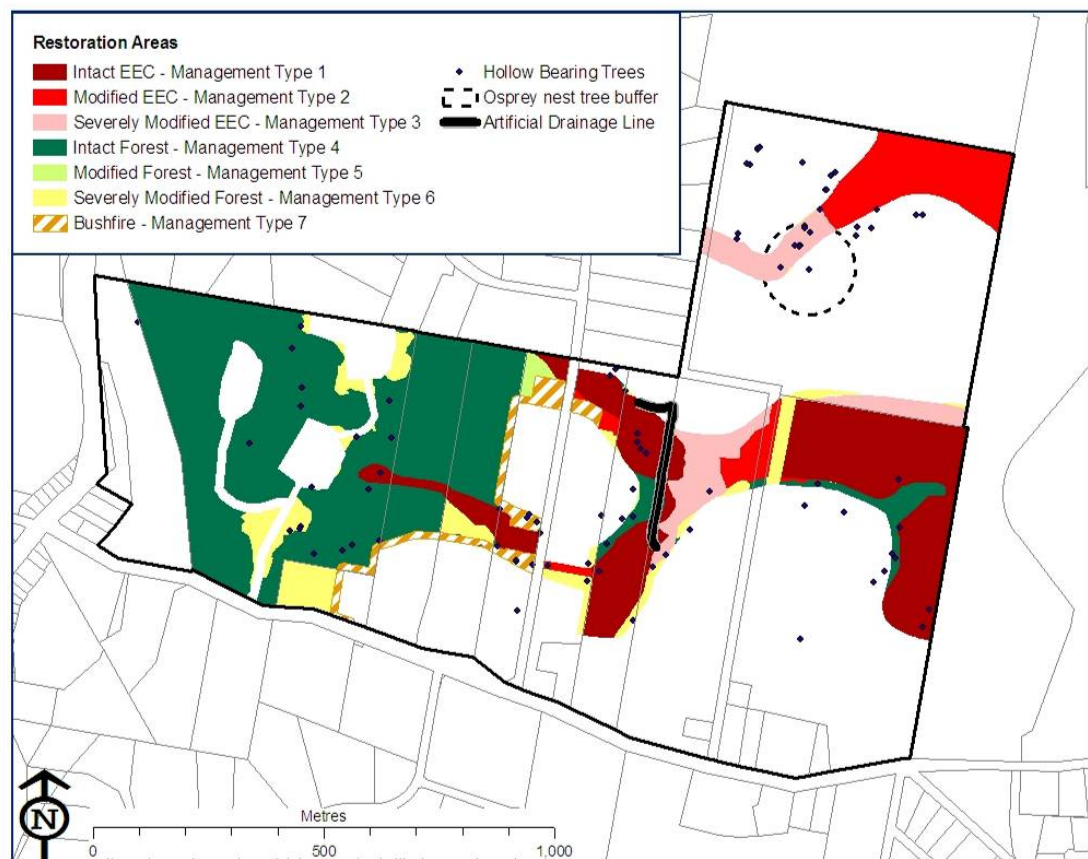 Restoration Areas
Intact EEC - Management Type 1
Modified EEC - Management Type 2
Severely Modified EEC - Management Type 3
Intact Forest - Management Type 4
Modified Forest - Management Type 5
Severely Modified Forest - Management Type 6
Bushfire - Management Type 7
Hollow Bearing Trees
Osprey nest tree buffer
Artificial Drainage Line
N
Metres
0 500 1,000